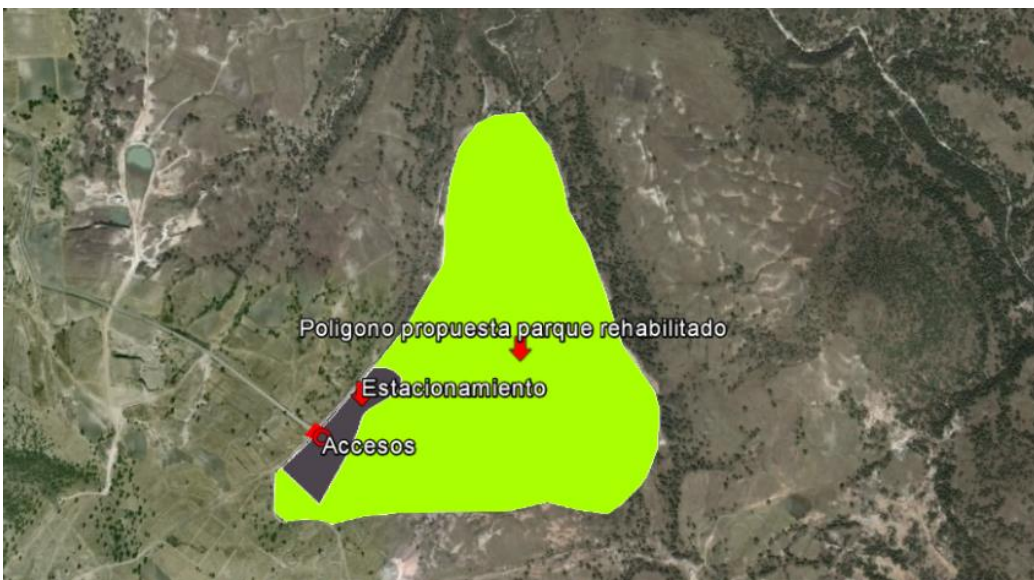 Poligono propuesta parque rehabilitado
Estacionamiento
Accesos